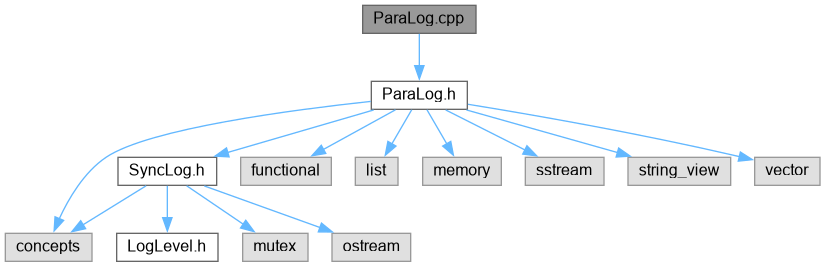 ParaLog.cpp
ParaLog.h
SyncLog.h
functional
list
memory
sstream
string_view
vector
concepts
LogLevel.h
mutex
ostream